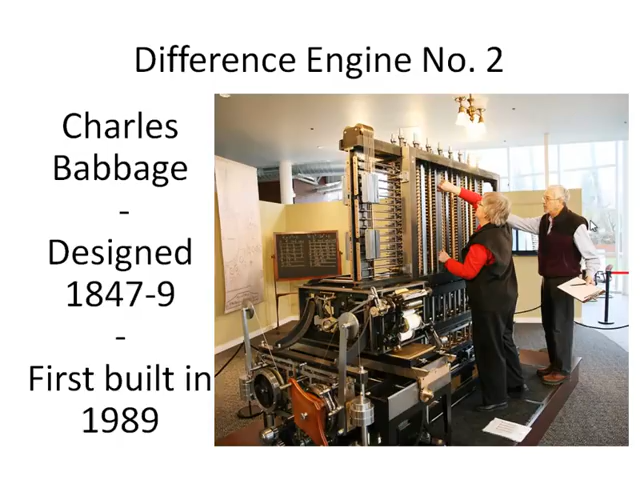 Difference Engine No. 2
Charles
Babbage
-
Designed
1847-9
-
First built in
1989